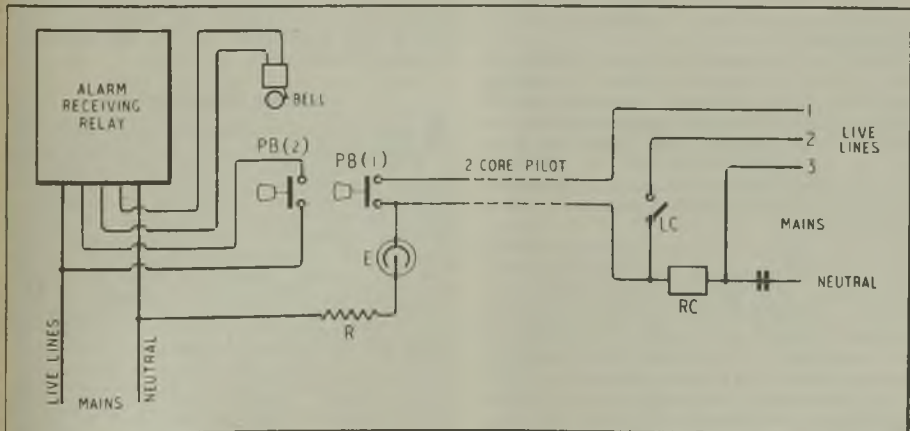 ALARM
RECEIVING
RELAY
BELL
PB(2)
PB(1)
2 CORE PILOT
1
2
3
LIVE
LINES
LC
MAINS
E
NEUTRAL
RC
R
LIVE LINES
NEUTRAL
MAINS